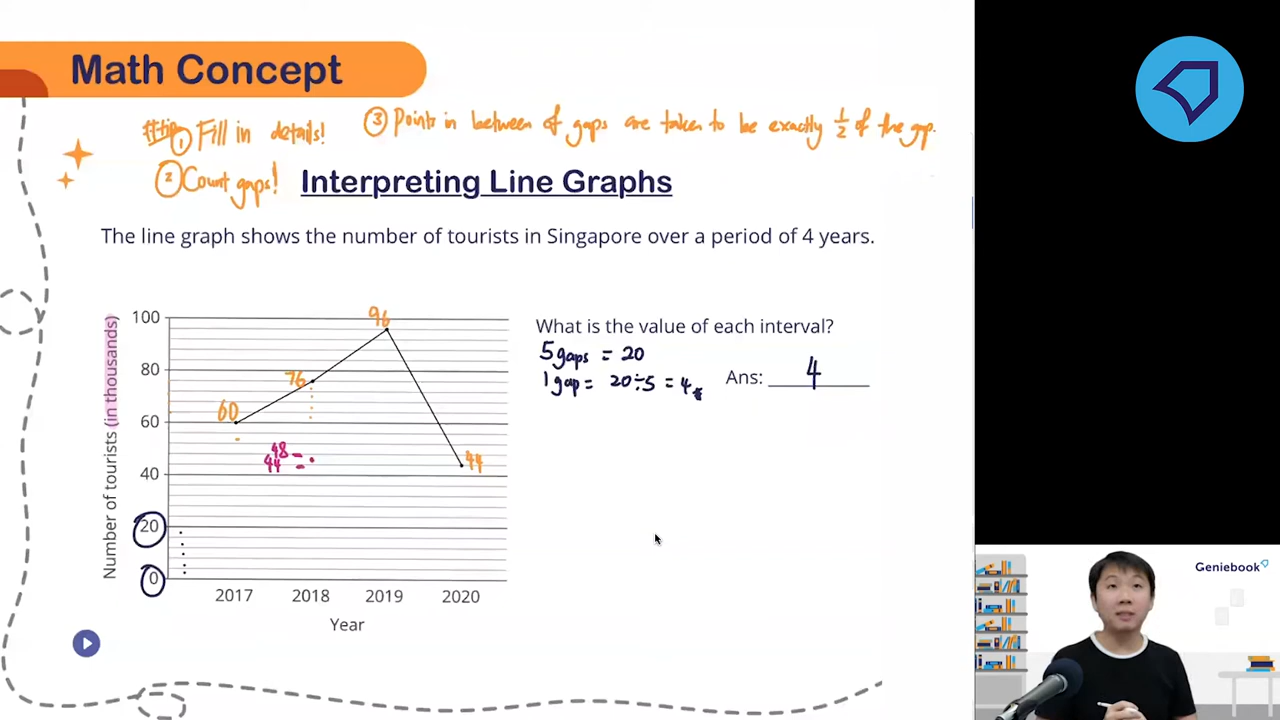 Math Concept
#tip
① Fill in details!
③ Points in between of gaps are taken to be exactly ½ of the gap.
② Count gaps!
Interpreting Line Graphs
The line graph shows the number of tourists in Singapore over a period of 4 years.
Number of tourists (in thousands)
100
80
60
40
20
0
60
76
96
44
48
44
2017 2018 2019 2020
Year
What is the value of each interval?
5 gaps = 20
1 gap = 20÷5 = 4
Ans: 4
Geniebook